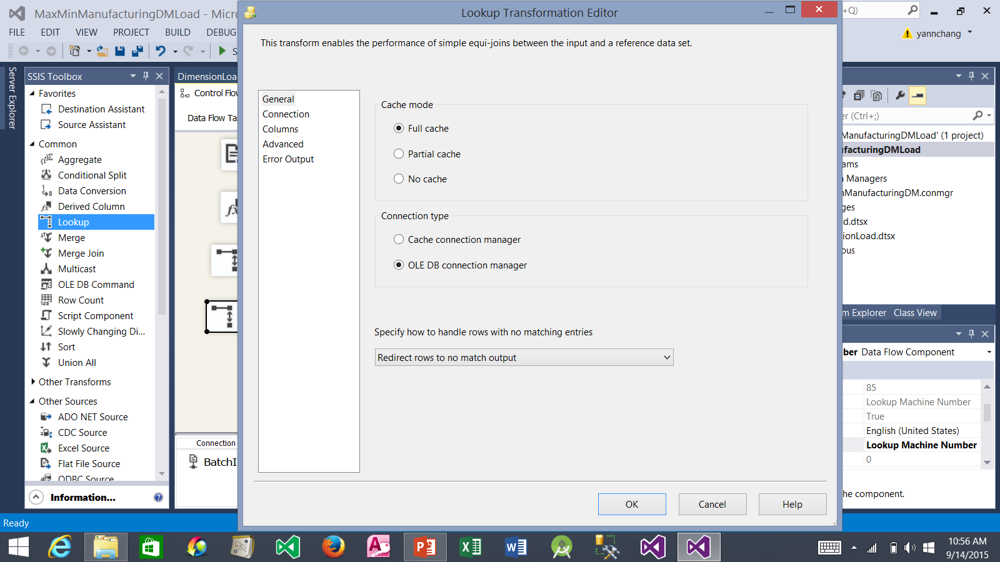 MaxMinManufacturingDMLoad - Micro
Lookup Transformation Editor
+Q)
FILE EDIT VIEW PROJECT BUILD DEBUG
yannchang
This transform enables the performance of simple equi-joins between the input and a reference data set.
S
Server Explorer
SSIS Toolbox
Favorites
Destination Assistant
Source Assistant
Common
Aggregate
Conditional Split
Data Conversion
Derived Column
Lookup
Merge
Merge Join
Multicast
OLE DB Command
Row Count
Script Component
Slowly Changing Di...
Sort
Union All
Other Transforms
Other Sources
ADO NET Source
CDC Source
Excel Source
Flat File Source
ODBC Source
Information...
DimensionLoa
Control Flow
Data Flow Tas
Connection
BatchI
General
Connection
Columns
Advanced
Error Output
Cache mode
Full cache
Partial cache
No cache
Connection type
Cache connection manager
OLE DB connection manager
Specify how to handle rows with no matching entries
Redirect rows to no match output
OK Cancel Help
er (Ctrl+;)
ManufacturingDMLoad' (1 project)
facturingDMLoad
ams
n Managers
nManufacturingDM.conmgr
ges
d.dtsx
ionLoad.dtsx
ous
m Explorer Class View
ber Data Flow Component
85
Lookup Machine Number
True
English (United States)
Lookup Machine Number
0
he component.
Ready
10:56 AM
9/14/2015